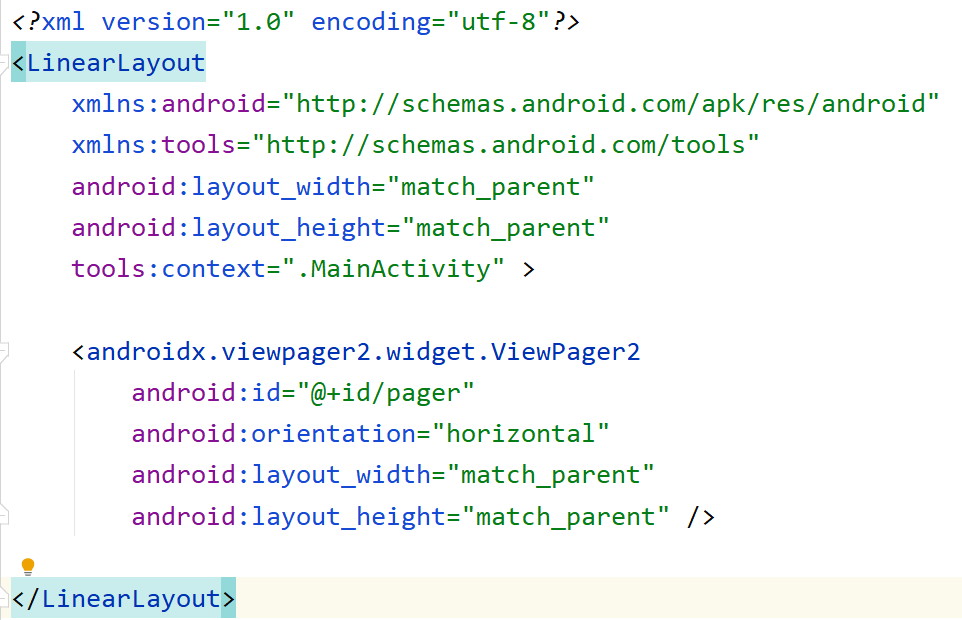 <?xml version="1.0" encoding="utf-8"?>
<LinearLayout
    xmlns:android="http://schemas.android.com/apk/res/android"
    xmlns:tools="http://schemas.android.com/tools"
    android:layout_width="match_parent"
    android:layout_height="match_parent"
    tools:context=".MainActivity" >
    <androidx.viewpager2.widget.ViewPager2
        android:id="@+id/pager"
        android:orientation="horizontal"
        android:layout_width="match_parent"
        android:layout_height="match_parent" />
</LinearLayout>